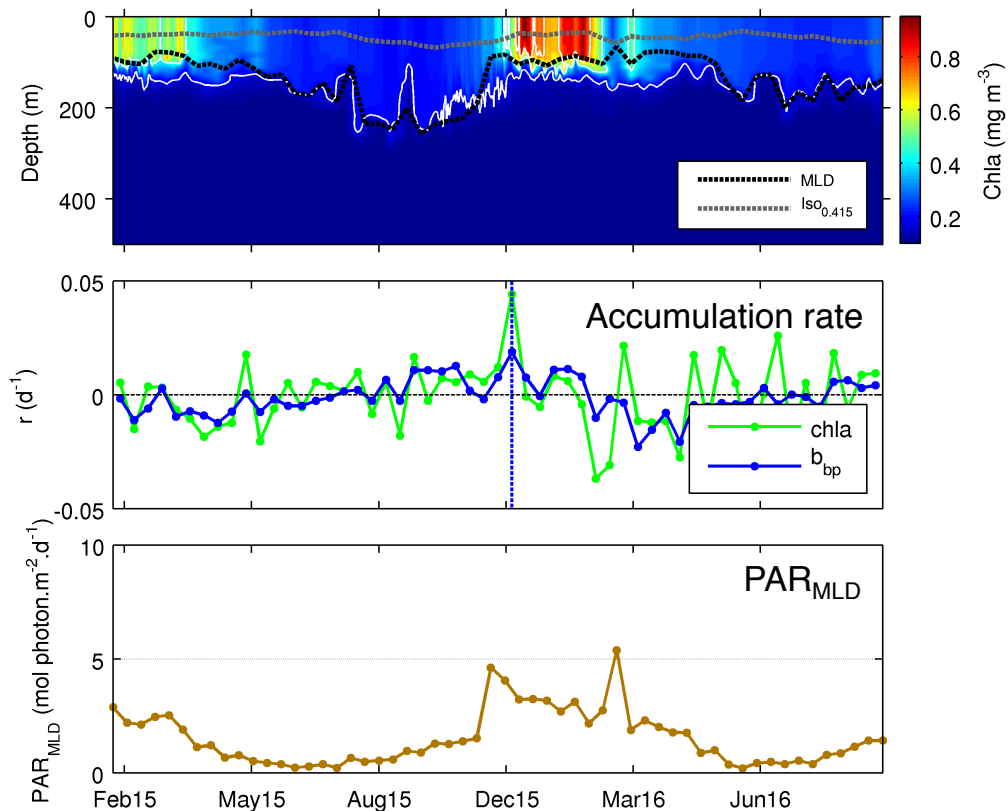 0
200
400
Depth (m)
MLD
Iso0.415
0.8
0.6
0.4
0.2
Chla (mg m-3)
0.05
0
-0.05
r (d-1)
Accumulation rate
chla
bbp
10
5
0
PARMLD (mol photon.m-2.d-1)
PARMLD
Feb15 May15 Aug15 Dec15 Mar16 Jun16